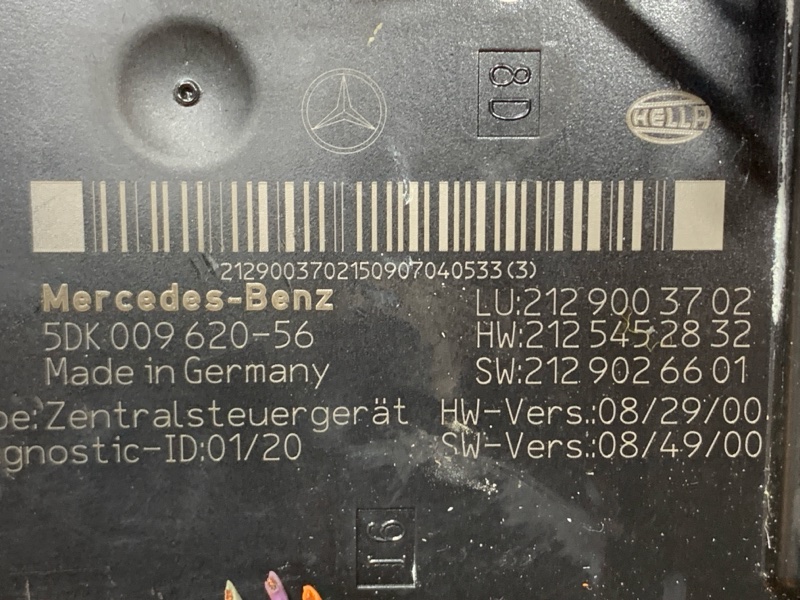 8D
HELLA
2129003702150907040533(3)
Mercedes-Benz
LU:212 900 37 02
5DK 009 620-56
HW:212 545 28 32
Made in Germany
SW:212 902 66 01
pe:Zentralsteuergerät
HW-Vers.:08/29/00
gnostic-ID:01/20
SW-Vers.:08/49/00
16